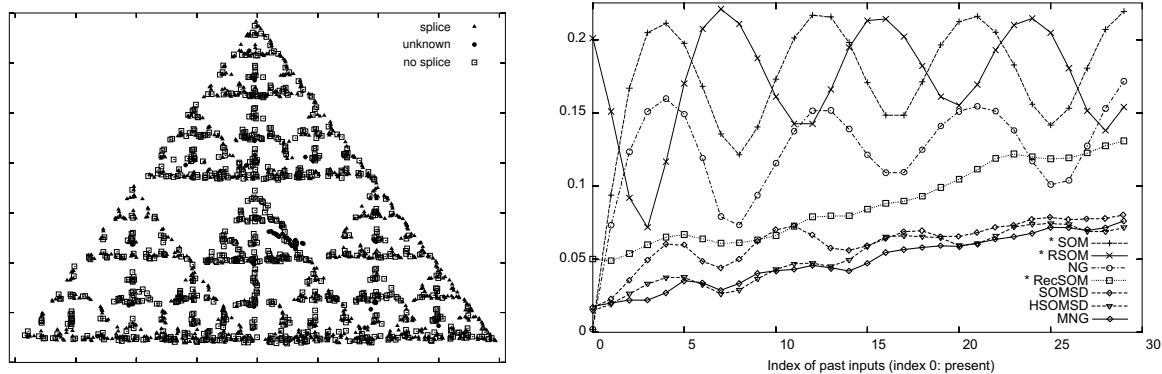 splice
unknown
no splice
0.2
0.15
0.1
0.05
0
* SOM
* RSOM
NG
* RecSOM
SOMSD
HSOMSD
MNG
0 5 10 15 20 25 30
Index of past inputs (index 0: present)